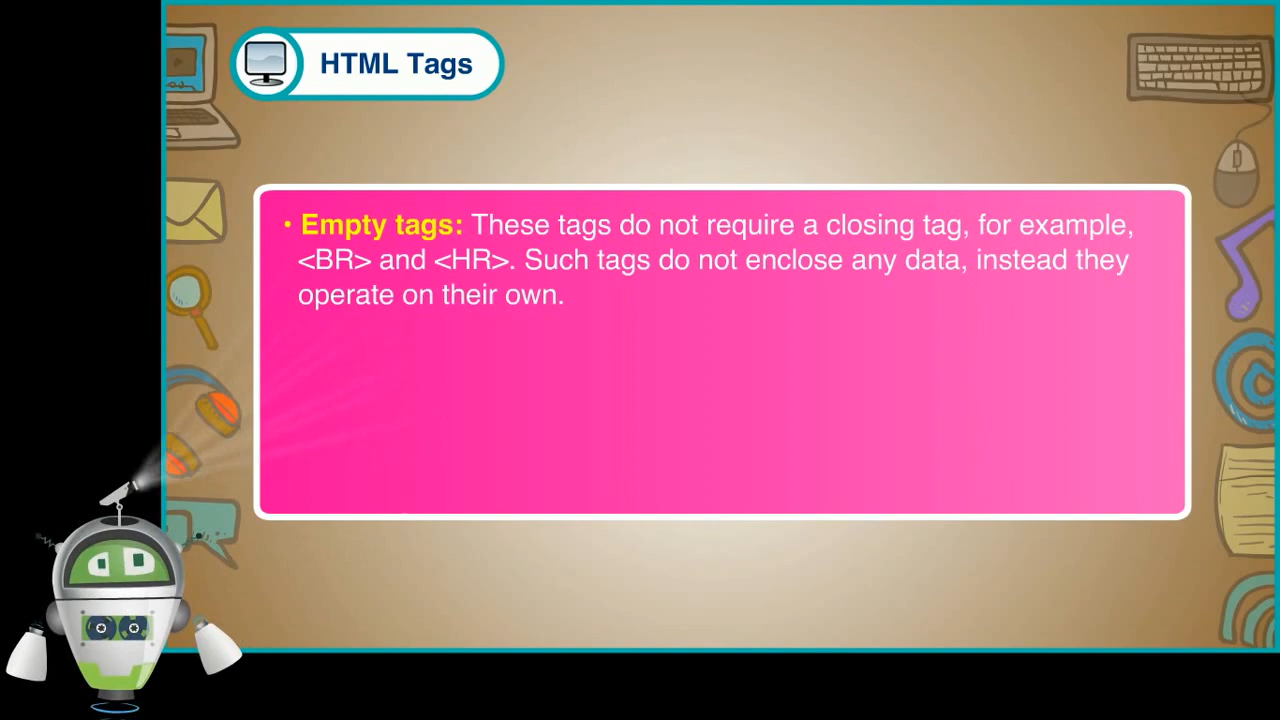 HTML Tags
• Empty tags: These tags do not require a closing tag, for example,
<BR> and <HR>. Such tags do not enclose any data, instead they
operate on their own.